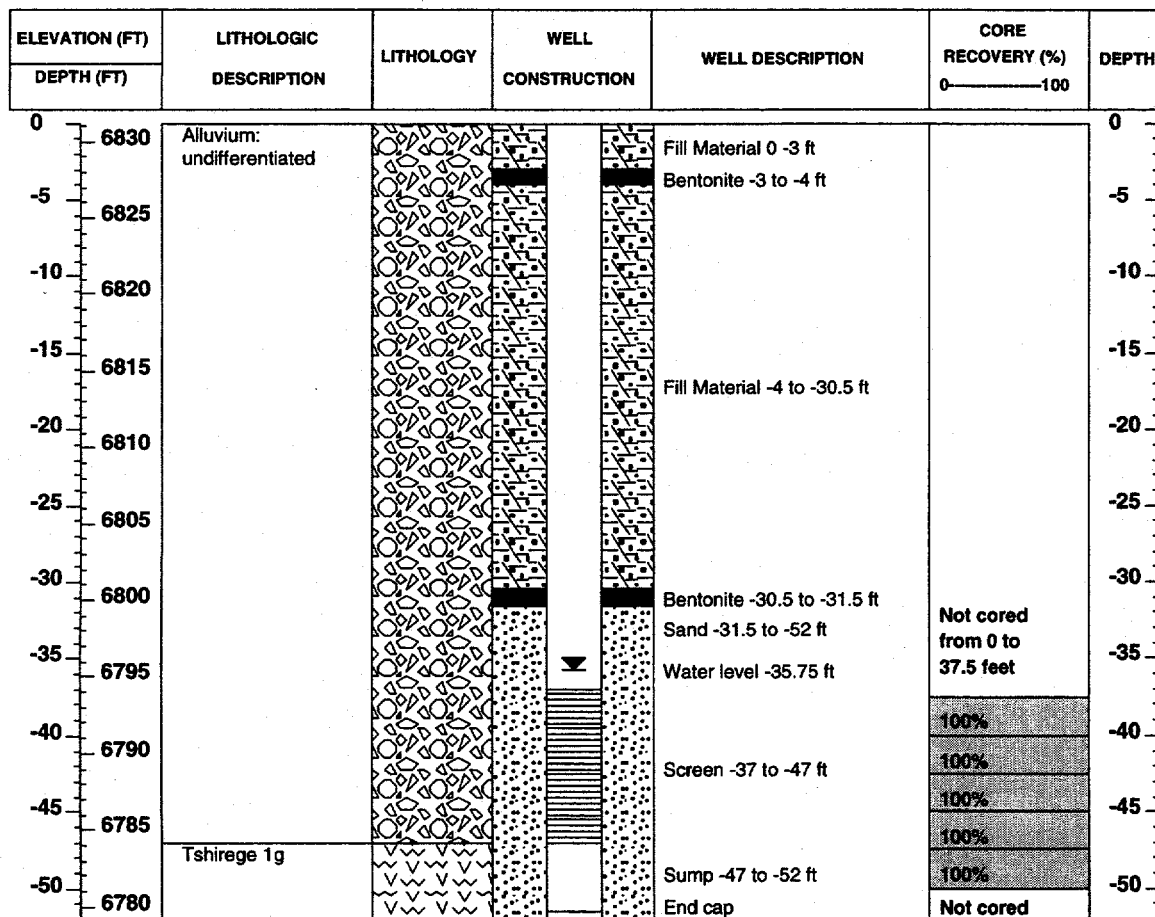 ELEVATION (FT)
DEPTH (FT)
LITHOLOGIC
DESCRIPTION
LITHOLOGY
WELL
CONSTRUCTION
WELL DESCRIPTION
CORE
RECOVERY (%)
0 100
DEPTH
0
6830
Alluvium:
undifferentiated
Fill Material 0 -3 ft
0
Bentonite -3 to -4 ft
-5
6825
-5
-10
6820
-10
-15
6815
-15
Fill Material -4 to -30.5 ft
-20
6810
-20
-25
6805
-25
-30
6800
-30
Bentonite -30.5 to -31.5 ft
Sand -31.5 to -52 ft
Not cored
from 0 to
37.5 feet
-35
6795
Water level -35.75 ft
-35
100%
-40
6790
-40
Screen -37 to -47 ft
100%
100%
-45
6785
-45
100%
Tshirege 1g
Sump -47 to -52 ft
100%
-50
6780
-50
End cap
Not cored